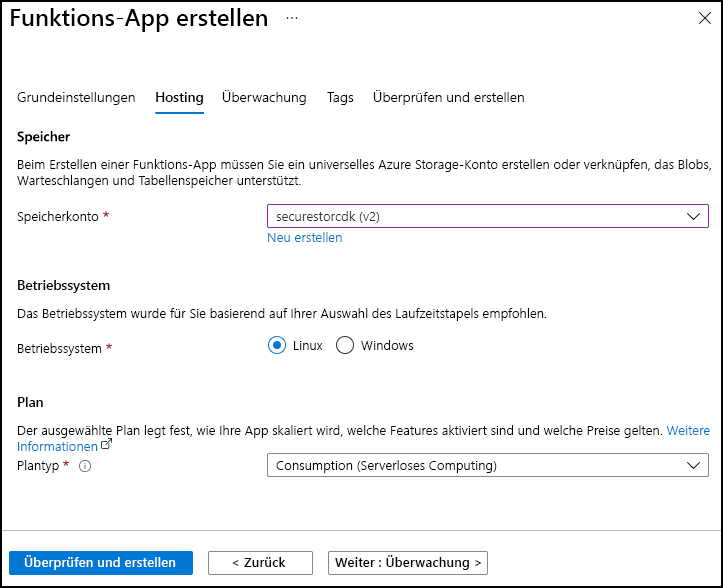 Funktions-App erstellen ...
Grundeinstellungen Hosting Überwachung Tags Überprüfen und erstellen
Speicher
Beim Erstellen einer Funktions-App müssen Sie ein universelles Azure Storage-Konto erstellen oder verknüpfen, das Blobs,
Warteschlangen und Tabellenspeicher unterstützt.
Speicherkonto * securestorcdk (v2)
Neu erstellen
Betriebssystem
Das Betriebssystem wurde für Sie basierend auf Ihrer Auswahl des Laufzeitstapels empfohlen.
Betriebssystem * Linux Windows
Plan
Der ausgewählte Plan legt fest, wie Ihre App skaliert wird, welche Features aktiviert sind und welche Preise gelten. Weitere
Informationen
Plantyp * Consumption (Serverloses Computing)
Überprüfen und erstellen < Zurück Weiter : Überwachung >